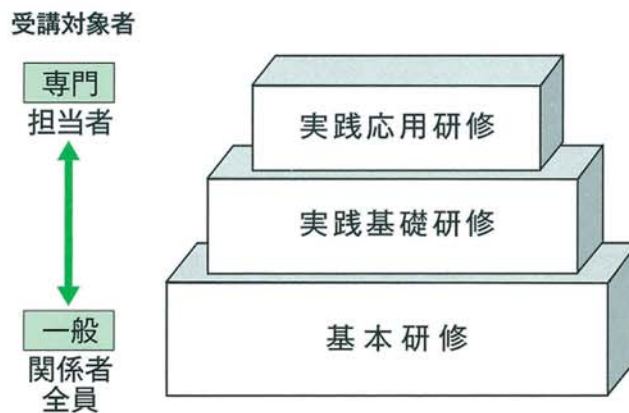 受講対象者
専門
担当者
一般
関係者
全員
実践応用研修
実践基礎研修
基本研修